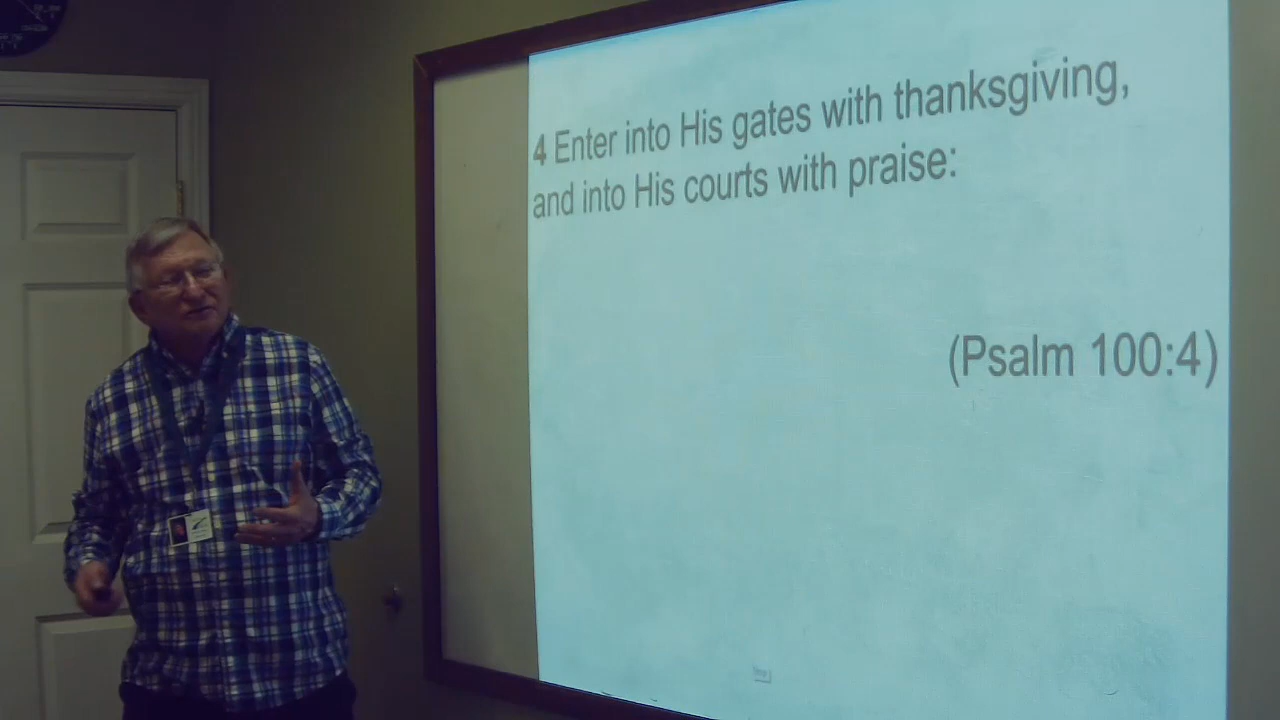 4 Enter into His gates with thanksgiving,
and into His courts with praise:
(Psalm 100:4)